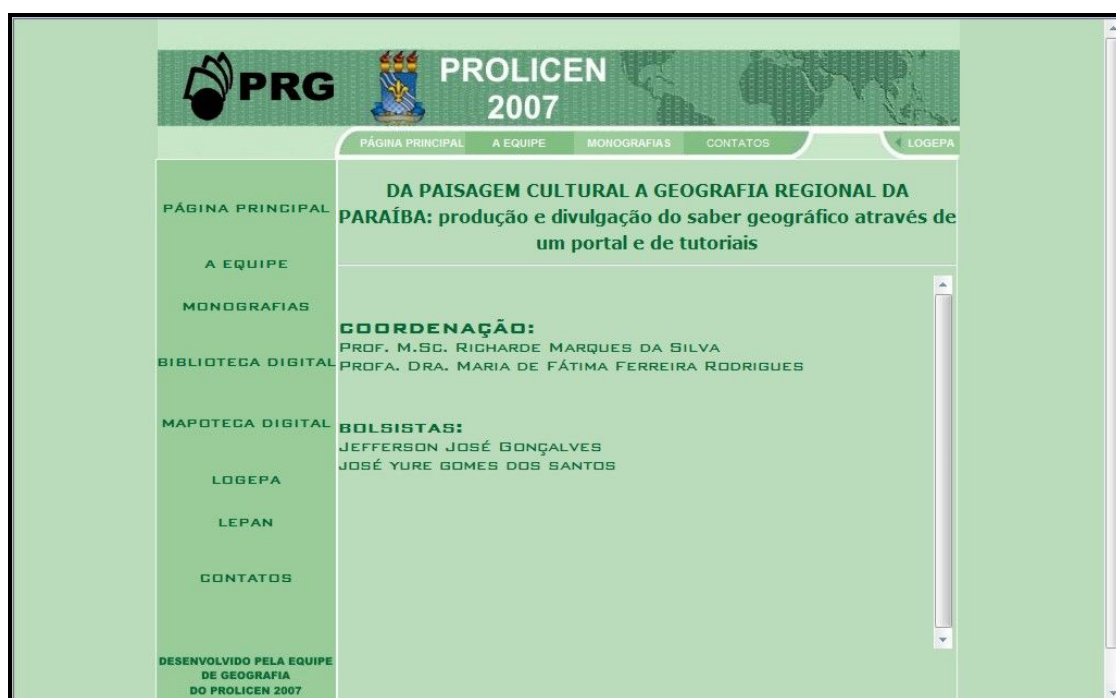 PRG
PROLICEN
2007
PÁGINA PRINCIPAL A EQUIPE MONOGRAFIAS CONTATOS LOGEPA
PÁGINA PRINCIPAL
A EQUIPE
MONOGRAFIAS
BIBLIOTECA DIGITAL
MAPOTECA DIGITAL
LOGEPA
LEPAN
CONTATOS
DESENVOLVIDO PELA EQUIPE
DE GEOGRAFIA
DO PROLICEN 2007
DA PAISAGEM CULTURAL A GEOGRAFIA REGIONAL DA
PARAÍBA: produção e divulgação do saber geográfico através de
um portal e de tutoriais
COORDENAÇÃO:
PROF. M.SC. RICHARDE MARQUES DA SILVA
PROFA. DRA. MARIA DE FÁTIMA FERREIRA RODRIGUES
BOLSISTAS:
JEFFERSON JOSÉ GONÇALVES
JOSÉ YURE GOMES DOS SANTOS